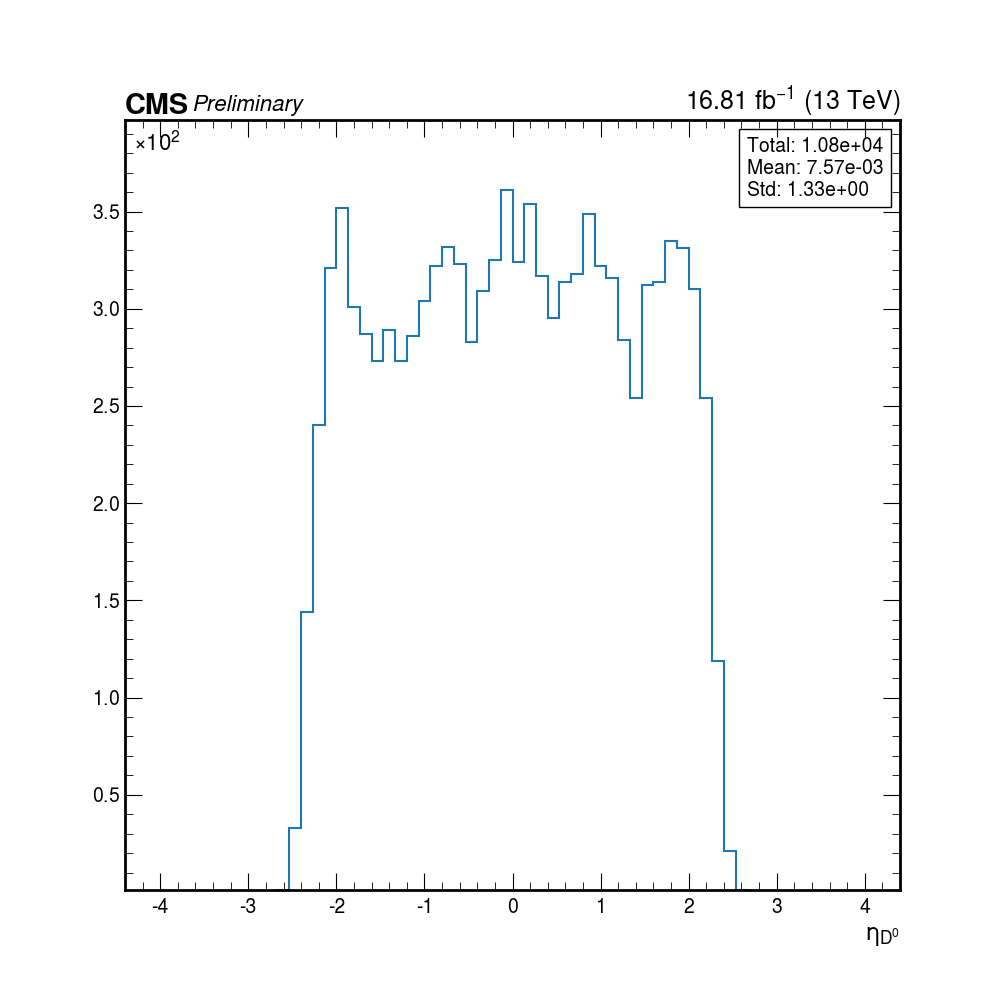 CMS Preliminary 16.81 fb⁻¹ (13 TeV)
×10²
Total: 1.08e+04
Mean: 7.57e-03
Std: 1.33e+00
3.5
3.0
2.5
2.0
1.5
1.0
0.5
-4 -3 -2 -1 0 1 2 3 4
η_D⁰